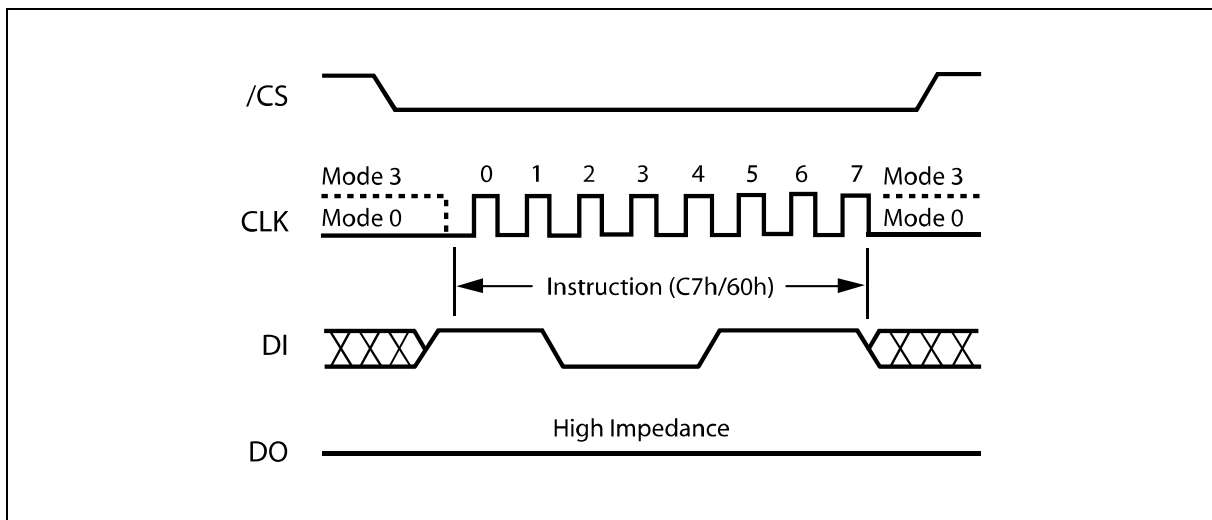 /CS
Mode 3 0 1 2 3 4 5 6 7 Mode 3
CLK Mode 0 Mode 0
Instruction (C7h/60h)
DI
High Impedance
DO